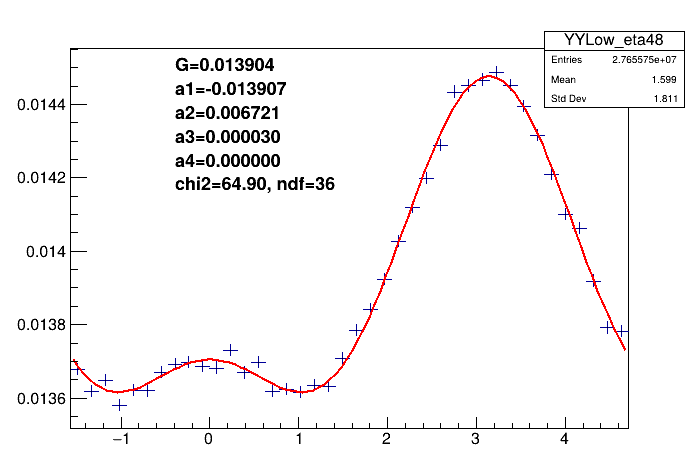 YYLow_eta48
Entries 2.765575e+07
Mean 1.599
Std Dev 1.811
G=0.013904
a1=-0.013907
a2=0.006721
a3=0.000030
a4=0.000000
chi2=64.90, ndf=36
0.0144
0.0142
0.014
0.0138
0.0136
−1 0 1 2 3 4